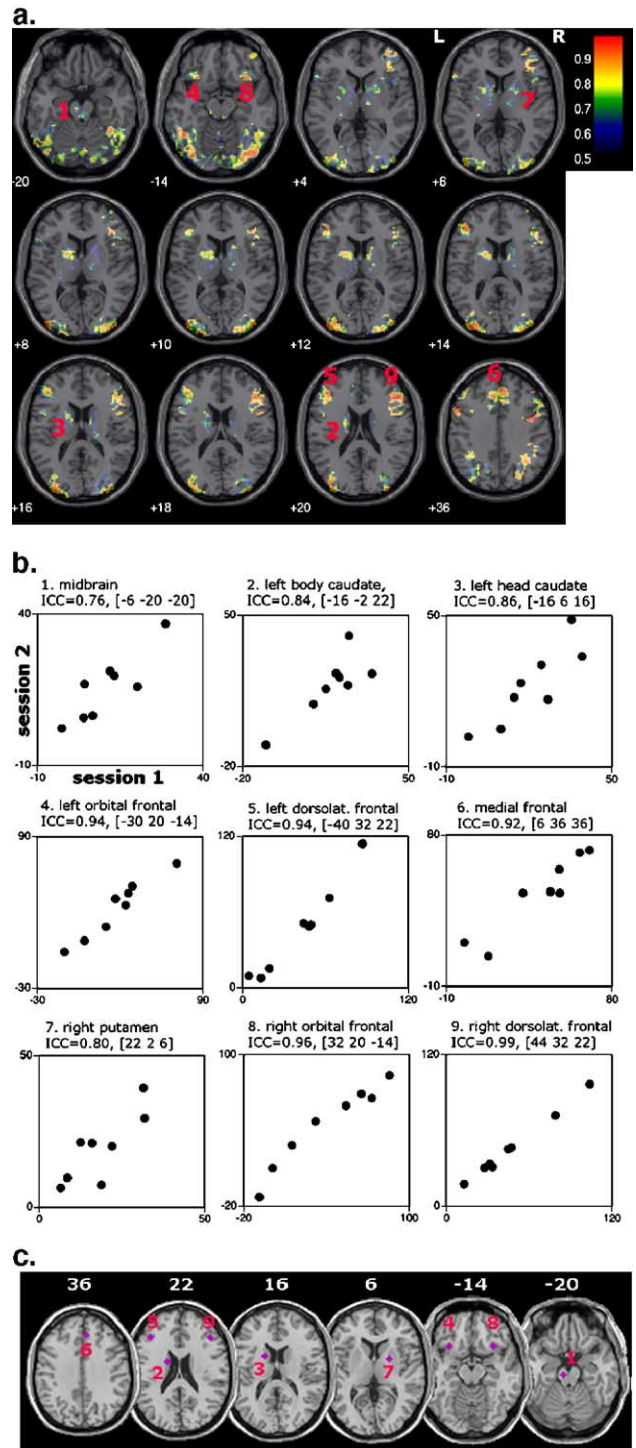 a.
L R
1 4 8 7
0.9
0.8
0.7
0.6
0.5
-20 -14 +4 +6
+8 +10 +12 +14
5 9 6
3 2
+16 +18 +20 +36
b.
1. midbrain
ICC=0.76, [-6 -20 -20]
2. left body caudate,
ICC=0.84, [-16 -2 22]
3. left head caudate
ICC=0.86, [-16 6 16]
40
50
50
session 2
-10
-20
-10
-10 40
-20 50
-10 50
session 1
4. left orbital frontal
ICC=0.94, [-30 20 -14]
5. left dorsolat. frontal
ICC=0.94, [-40 32 22]
6. medial frontal
ICC=0.92, [6 36 36]
90
120
80
-30
0
-10
-30 90
0 120
-10 80
7. right putamen
ICC=0.80, [22 2 6]
8. right orbital frontal
ICC=0.96, [32 20 -14]
9. right dorsolat. frontal
ICC=0.99, [44 32 22]
50
100
120
0
-20
0
0 50
-20 100
0 120
c.
36 22 16 6 -14 -20
6 5 9 2 3 7 4 8 1